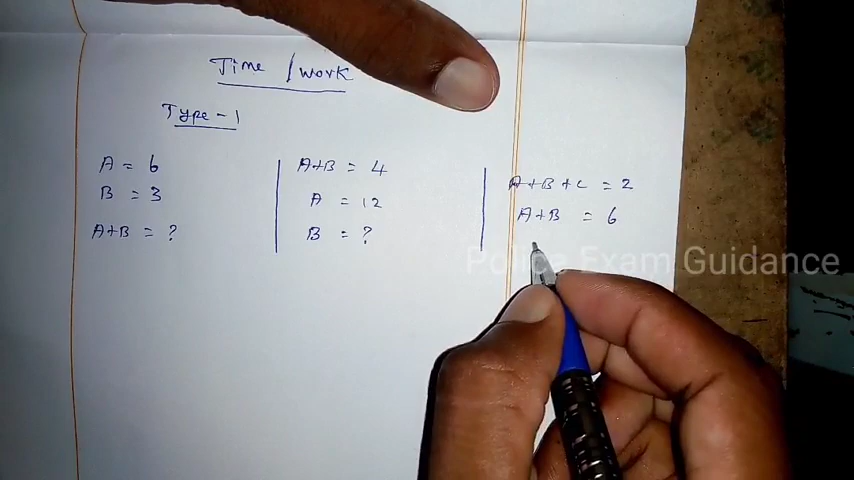 Time / work
Type - 1
A = 6
B = 3
A+B = ?
A+B = 4
A = 12
B = ?
A+B+C = 2
A+B = 6
Police Exam Guidance